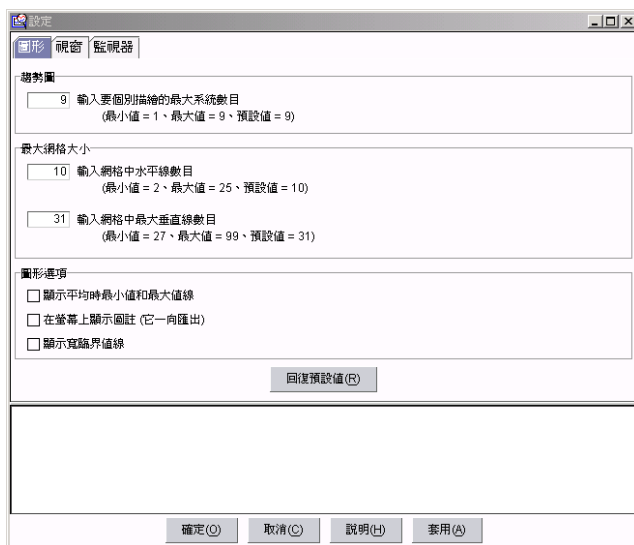 設定
圖形 視窗 監視器
趨勢圖
9 輸入要個別描繪的最大系統數目
(最小值 = 1、最大值 = 9、預設值 = 9)
最大網格大小
10 輸入網格中水平線數目
(最小值 = 2、最大值 = 25、預設值 = 10)
31 輸入網格中最大垂直線數目
(最小值 = 27、最大值 = 99、預設值 = 31)
圖形選項
顯示平均時最小值和最大值線
在螢幕上顯示圖註 (它一向匯出)
顯示寬臨界值線
回復預設值(R)
確定(O) 取消(C) 說明(H) 套用(A)